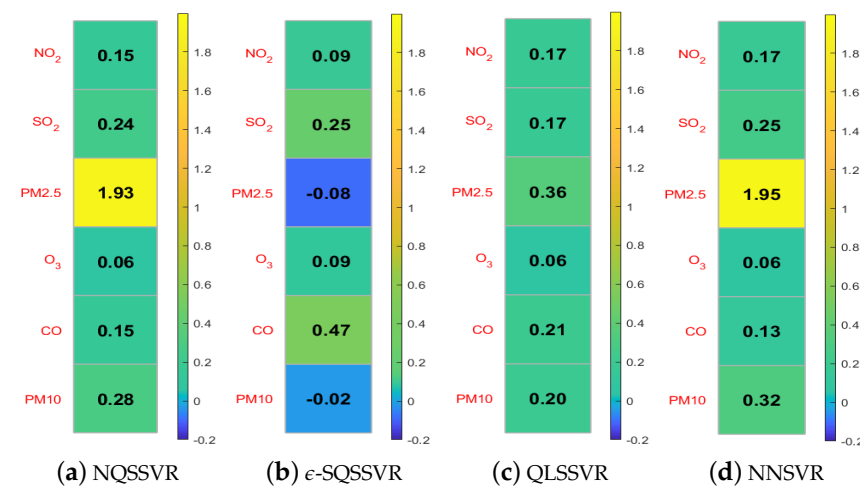 NO2 0.15
SO2 0.24
PM2.5 1.93
O3 0.06
CO 0.15
PM10 0.28
1.8
1.6
1.4
1.2
1
0.8
0.6
0.4
0.2
0
-0.2
(a) NQSSVR
NO2 0.09
SO2 0.25
PM2.5 -0.08
O3 0.09
CO 0.47
PM10 -0.02
1.8
1.6
1.4
1.2
1
0.8
0.6
0.4
0.2
0
-0.2
(b) ϵ-SQSSVR
NO2 0.17
SO2 0.17
PM2.5 0.36
O3 0.06
CO 0.21
PM10 0.20
1.8
1.6
1.4
1.2
1
0.8
0.6
0.4
0.2
0
-0.2
(c) QLSSVR
NO2 0.17
SO2 0.25
PM2.5 1.95
O3 0.06
CO 0.13
PM10 0.32
1.8
1.6
1.4
1.2
1
0.8
0.6
0.4
0.2
0
-0.2
(d) NNSVR